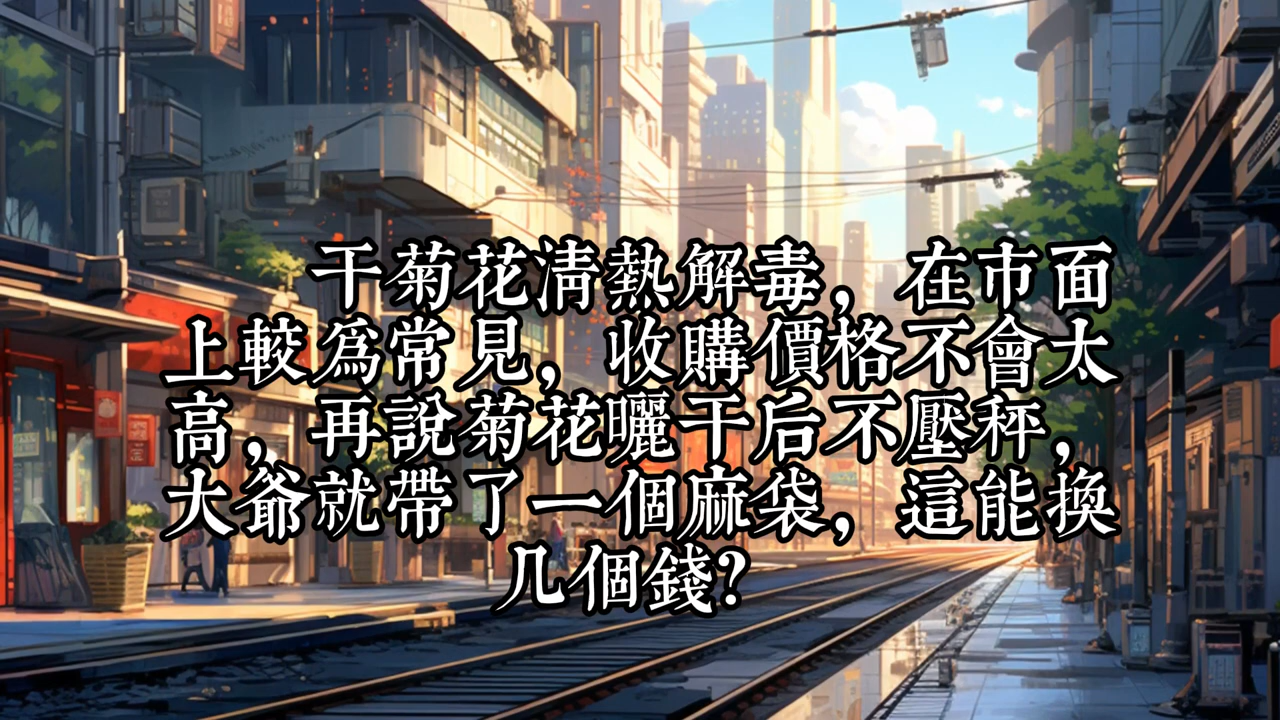 干菊花清熱解毒，在市面
上較爲常見，收購價格不會太
高，再說菊花曬干后不壓秤，
大爺就帶了一個麻袋，這能換
几個錢？